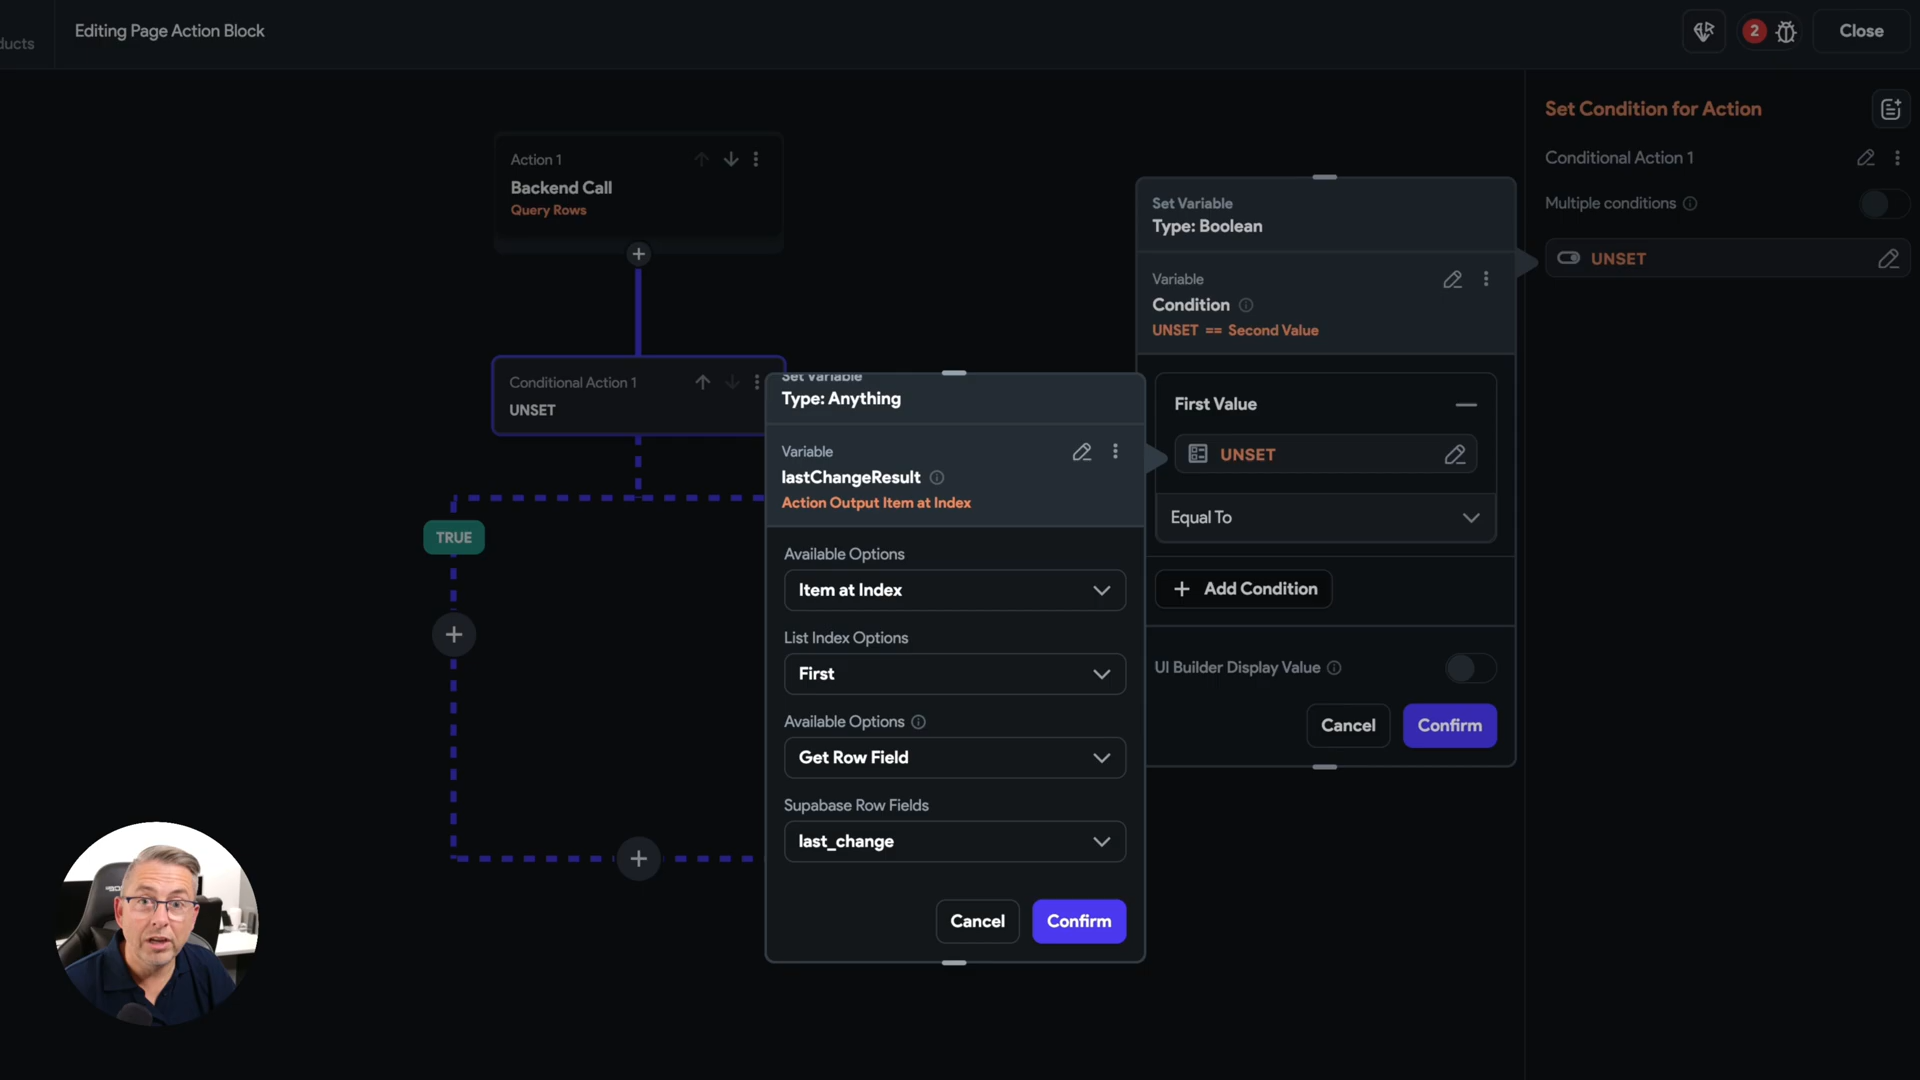 ducts
Editing Page Action Block
2
Close
Action 1
Backend Call
Query Rows
Conditional Action 1
UNSET
TRUE
Set Variable
Type: Anything
Variable
lastChangeResult
Action Output Item at Index
Available Options
Item at Index
List Index Options
First
Available Options
Get Row Field
Supabase Row Fields
last_change
Cancel
Confirm
Set Variable
Type: Boolean
Variable
Condition
UNSET == Second Value
First Value
UNSET
Equal To
Add Condition
UI Builder Display Value
Cancel
Confirm
Set Condition for Action
Conditional Action 1
Multiple conditions
UNSET